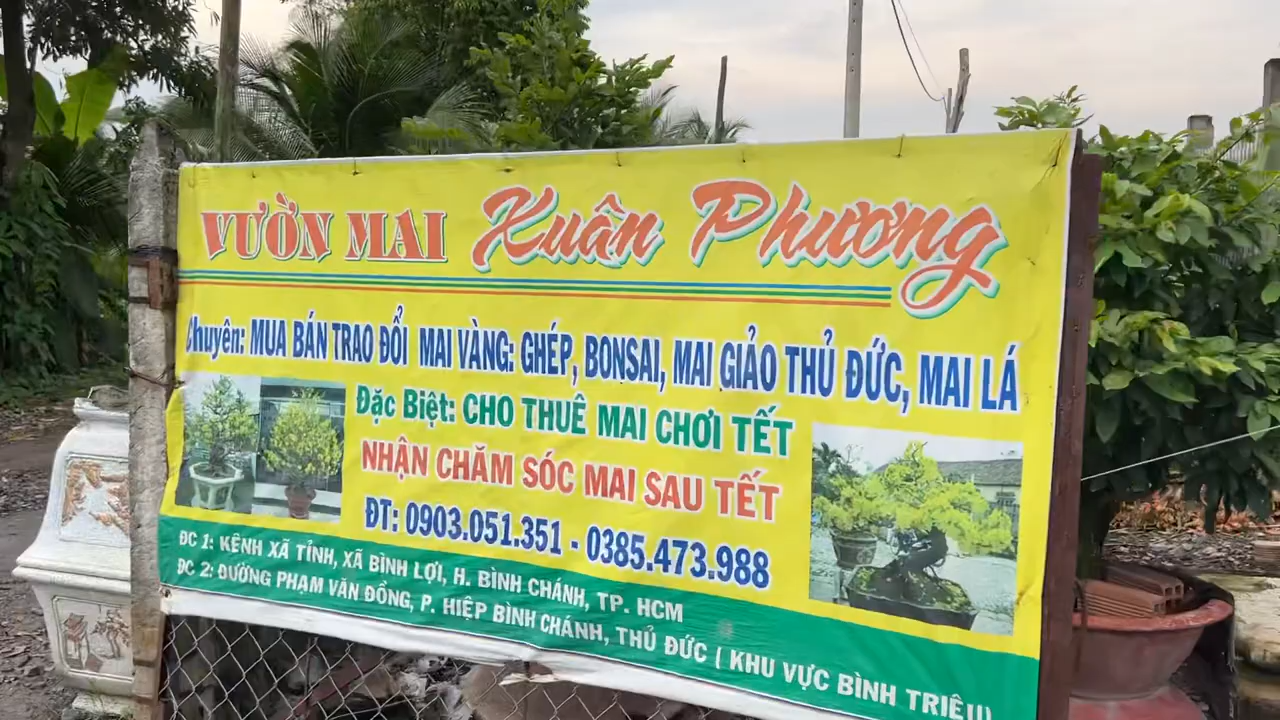 VƯỜN MAI Xuân Phương
Chuyên: MUA BÁN TRAO ĐỔI MAI VÀNG: GHÉP, BONSAI, MAI GIẢO THỦ ĐỨC, MAI LÁ
Đặc Biệt: CHO THUÊ MAI CHƠI TẾT
NHẬN CHĂM SÓC MAI SAU TẾT
ĐT: 0903.051.351 - 0385.473.988
ĐC 1: KÊNH XÃ TỈNH, XÃ BÌNH LỢI, H. BÌNH CHÁNH, TP. HCM
ĐC 2: ĐƯỜNG PHẠM VĂN ĐỒNG, P. HIỆP BÌNH CHÁNH, THỦ ĐỨC ( KHU VỰC BÌNH TRIỆU)